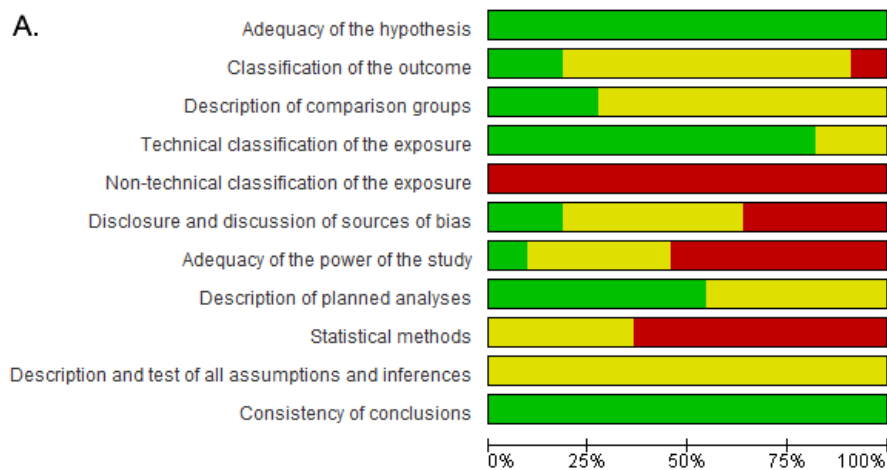 A.
Adequacy of the hypothesis
Classification of the outcome
Description of comparison groups
Technical classification of the exposure
Non-technical classification of the exposure
Disclosure and discussion of sources of bias
Adequacy of the power of the study
Description of planned analyses
Statistical methods
Description and test of all assumptions and inferences
Consistency of conclusions
0% 25% 50% 75% 100%